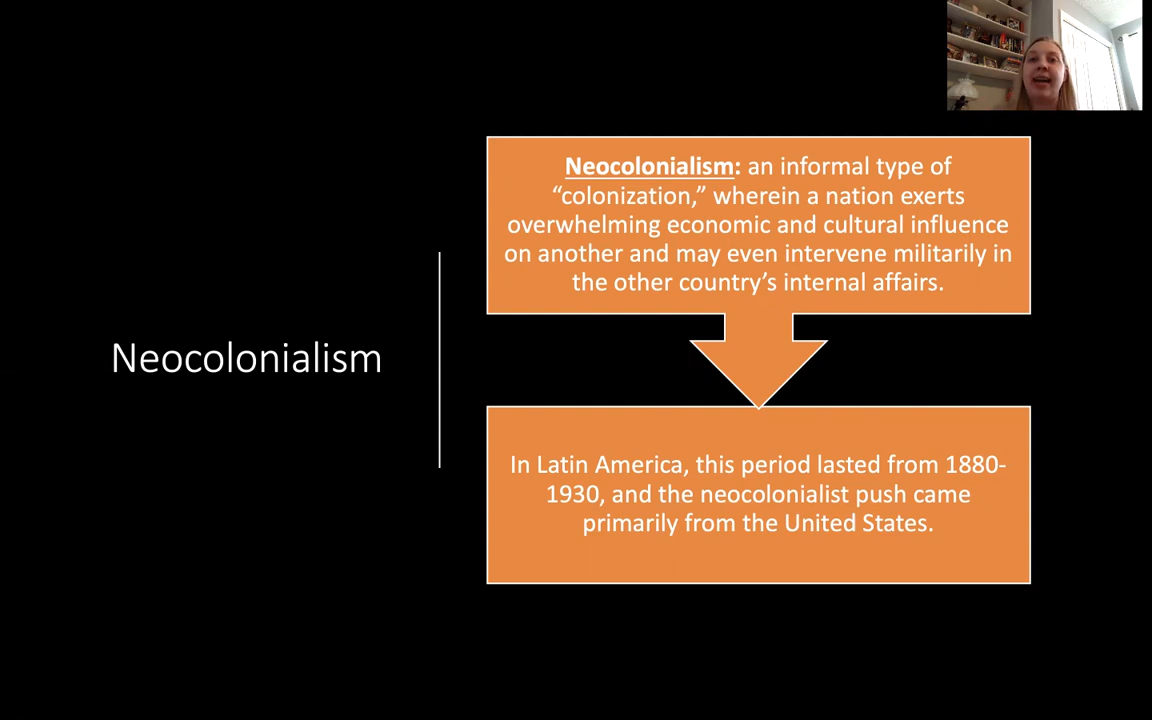 Neocolonialism
Neocolonialism: an informal type of
“colonization,” wherein a nation exerts
overwhelming economic and cultural influence
on another and may even intervene militarily in
the other country’s internal affairs.
In Latin America, this period lasted from 1880-
1930, and the neocolonialist push came
primarily from the United States.